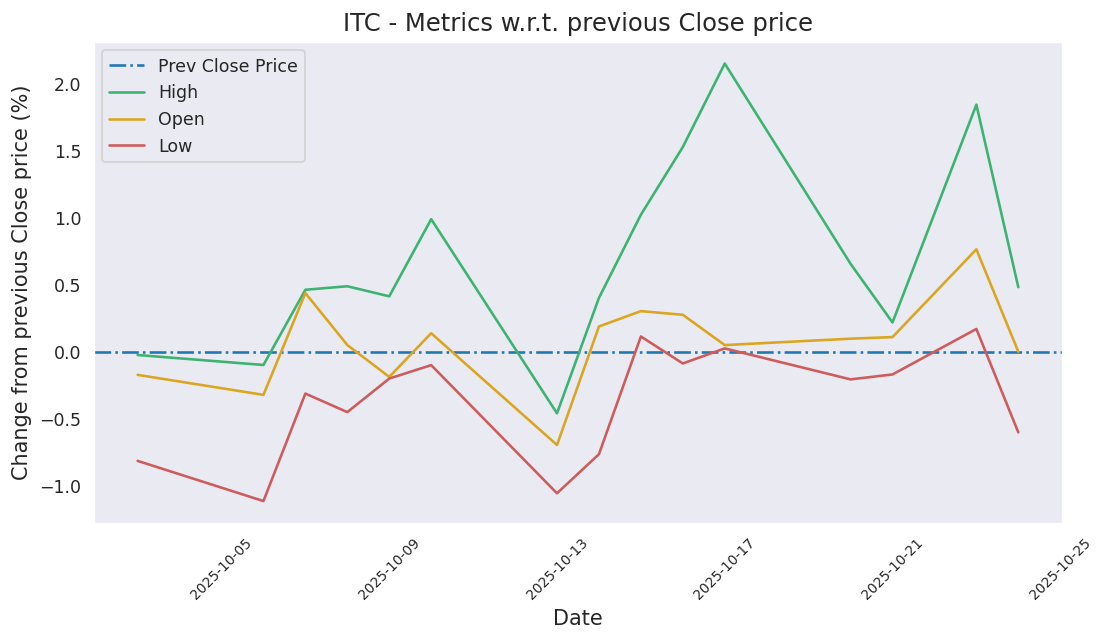 ITC - Metrics w.r.t. previous Close price
Prev Close Price
High
Open
Low
Change from previous Close price (%)
2.0
1.5
1.0
0.5
0.0
−0.5
−1.0
2025-10-05
2025-10-09
2025-10-13
2025-10-17
2025-10-21
2025-10-25
Date